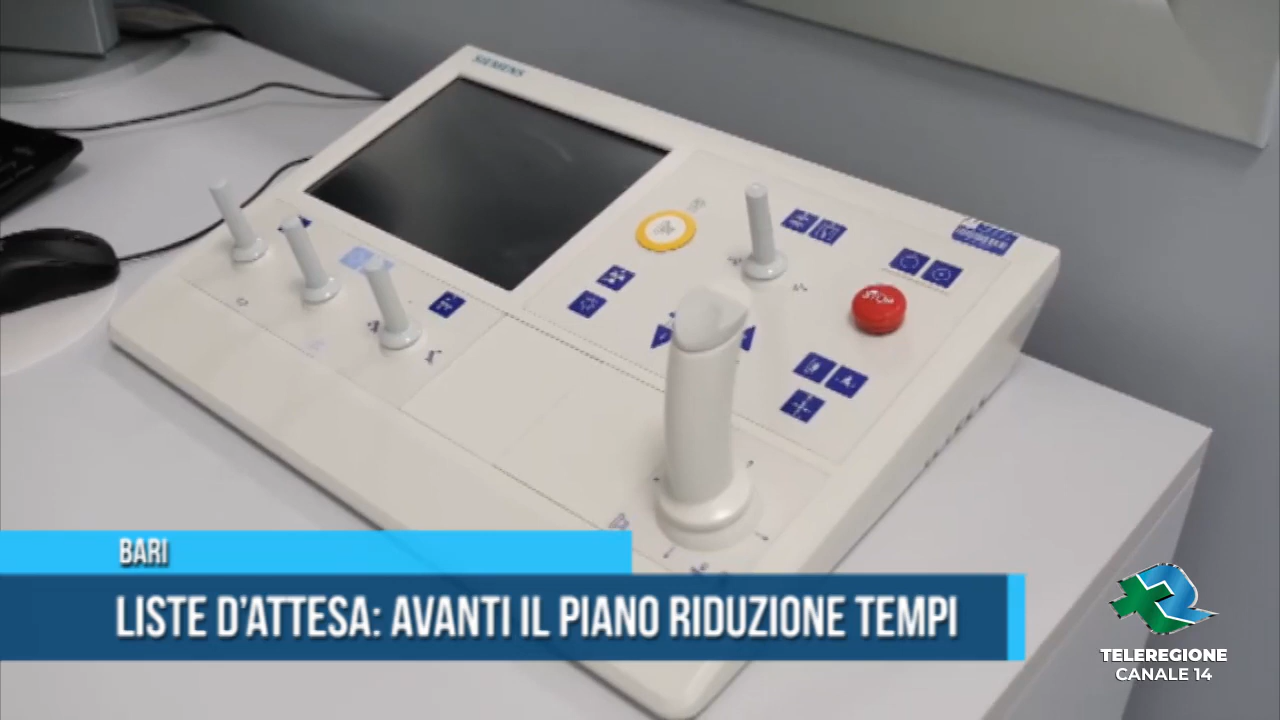 SIEMENS
STOP
BARI
LISTE D'ATTESA: AVANTI IL PIANO RIDUZIONE TEMPI
TELEREGIONE
CANALE 14